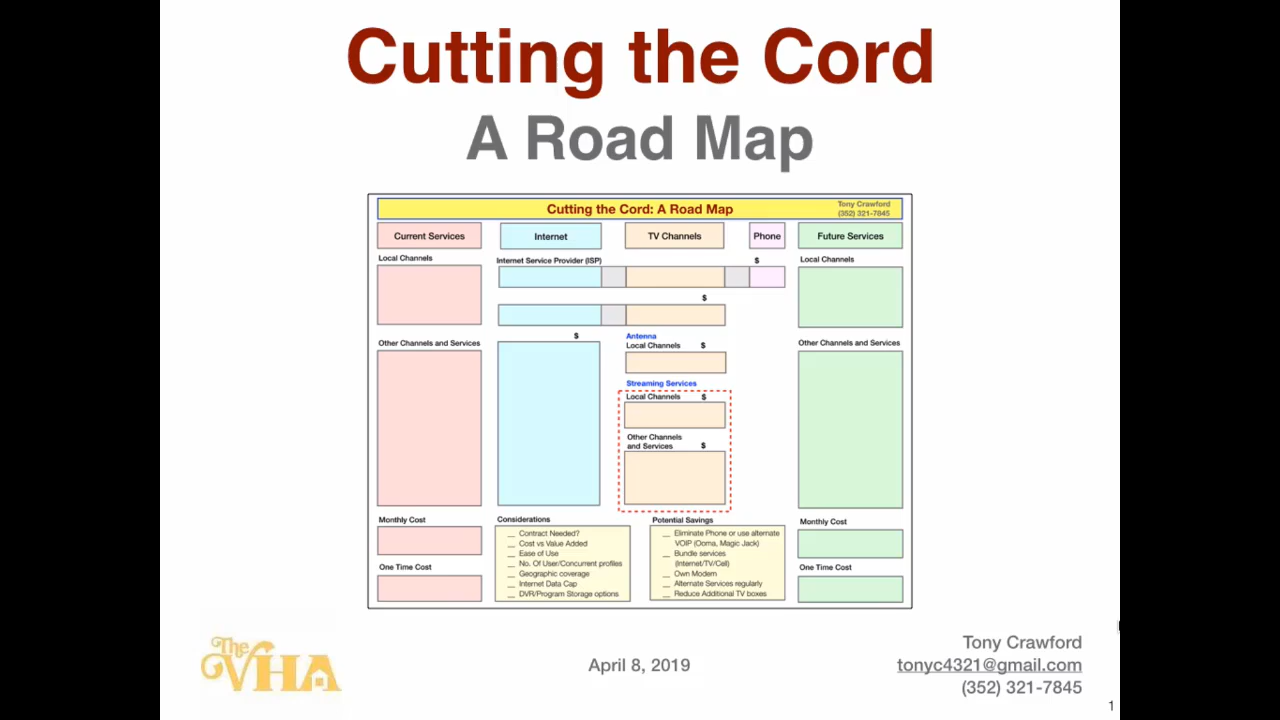 Cutting the Cord
A Road Map
Cutting the Cord: A Road Map
Tony Crawford
(352) 321-7845
Current Services
Internet
TV Channels
Phone
Future Services
Local Channels
Internet Service Provider (ISP)
$
Local Channels
$
Other Channels and Services
$
Antenna
Local Channels $
Other Channels and Services
Streaming Services
Local Channels $
Other Channels
and Services $
Monthly Cost
Considerations
__ Contract Needed?
__ Cost vs Value Added
__ Ease of Use
__ No. Of User/Concurrent profiles
__ Geographic coverage
__ Internet Data Cap
__ DVR/Program Storage options
Potential Savings
__ Eliminate Phone or use alternate
VOIP (Ooma, Magic Jack)
__ Bundle services
(Internet/TV/Cell)
__ Own Modem
__ Alternate Services regularly
__ Reduce Additional TV boxes
Monthly Cost
One Time Cost
One Time Cost
The
VHA
April 8, 2019
Tony Crawford
tonyc4321@gmail.com
(352) 321-7845
1